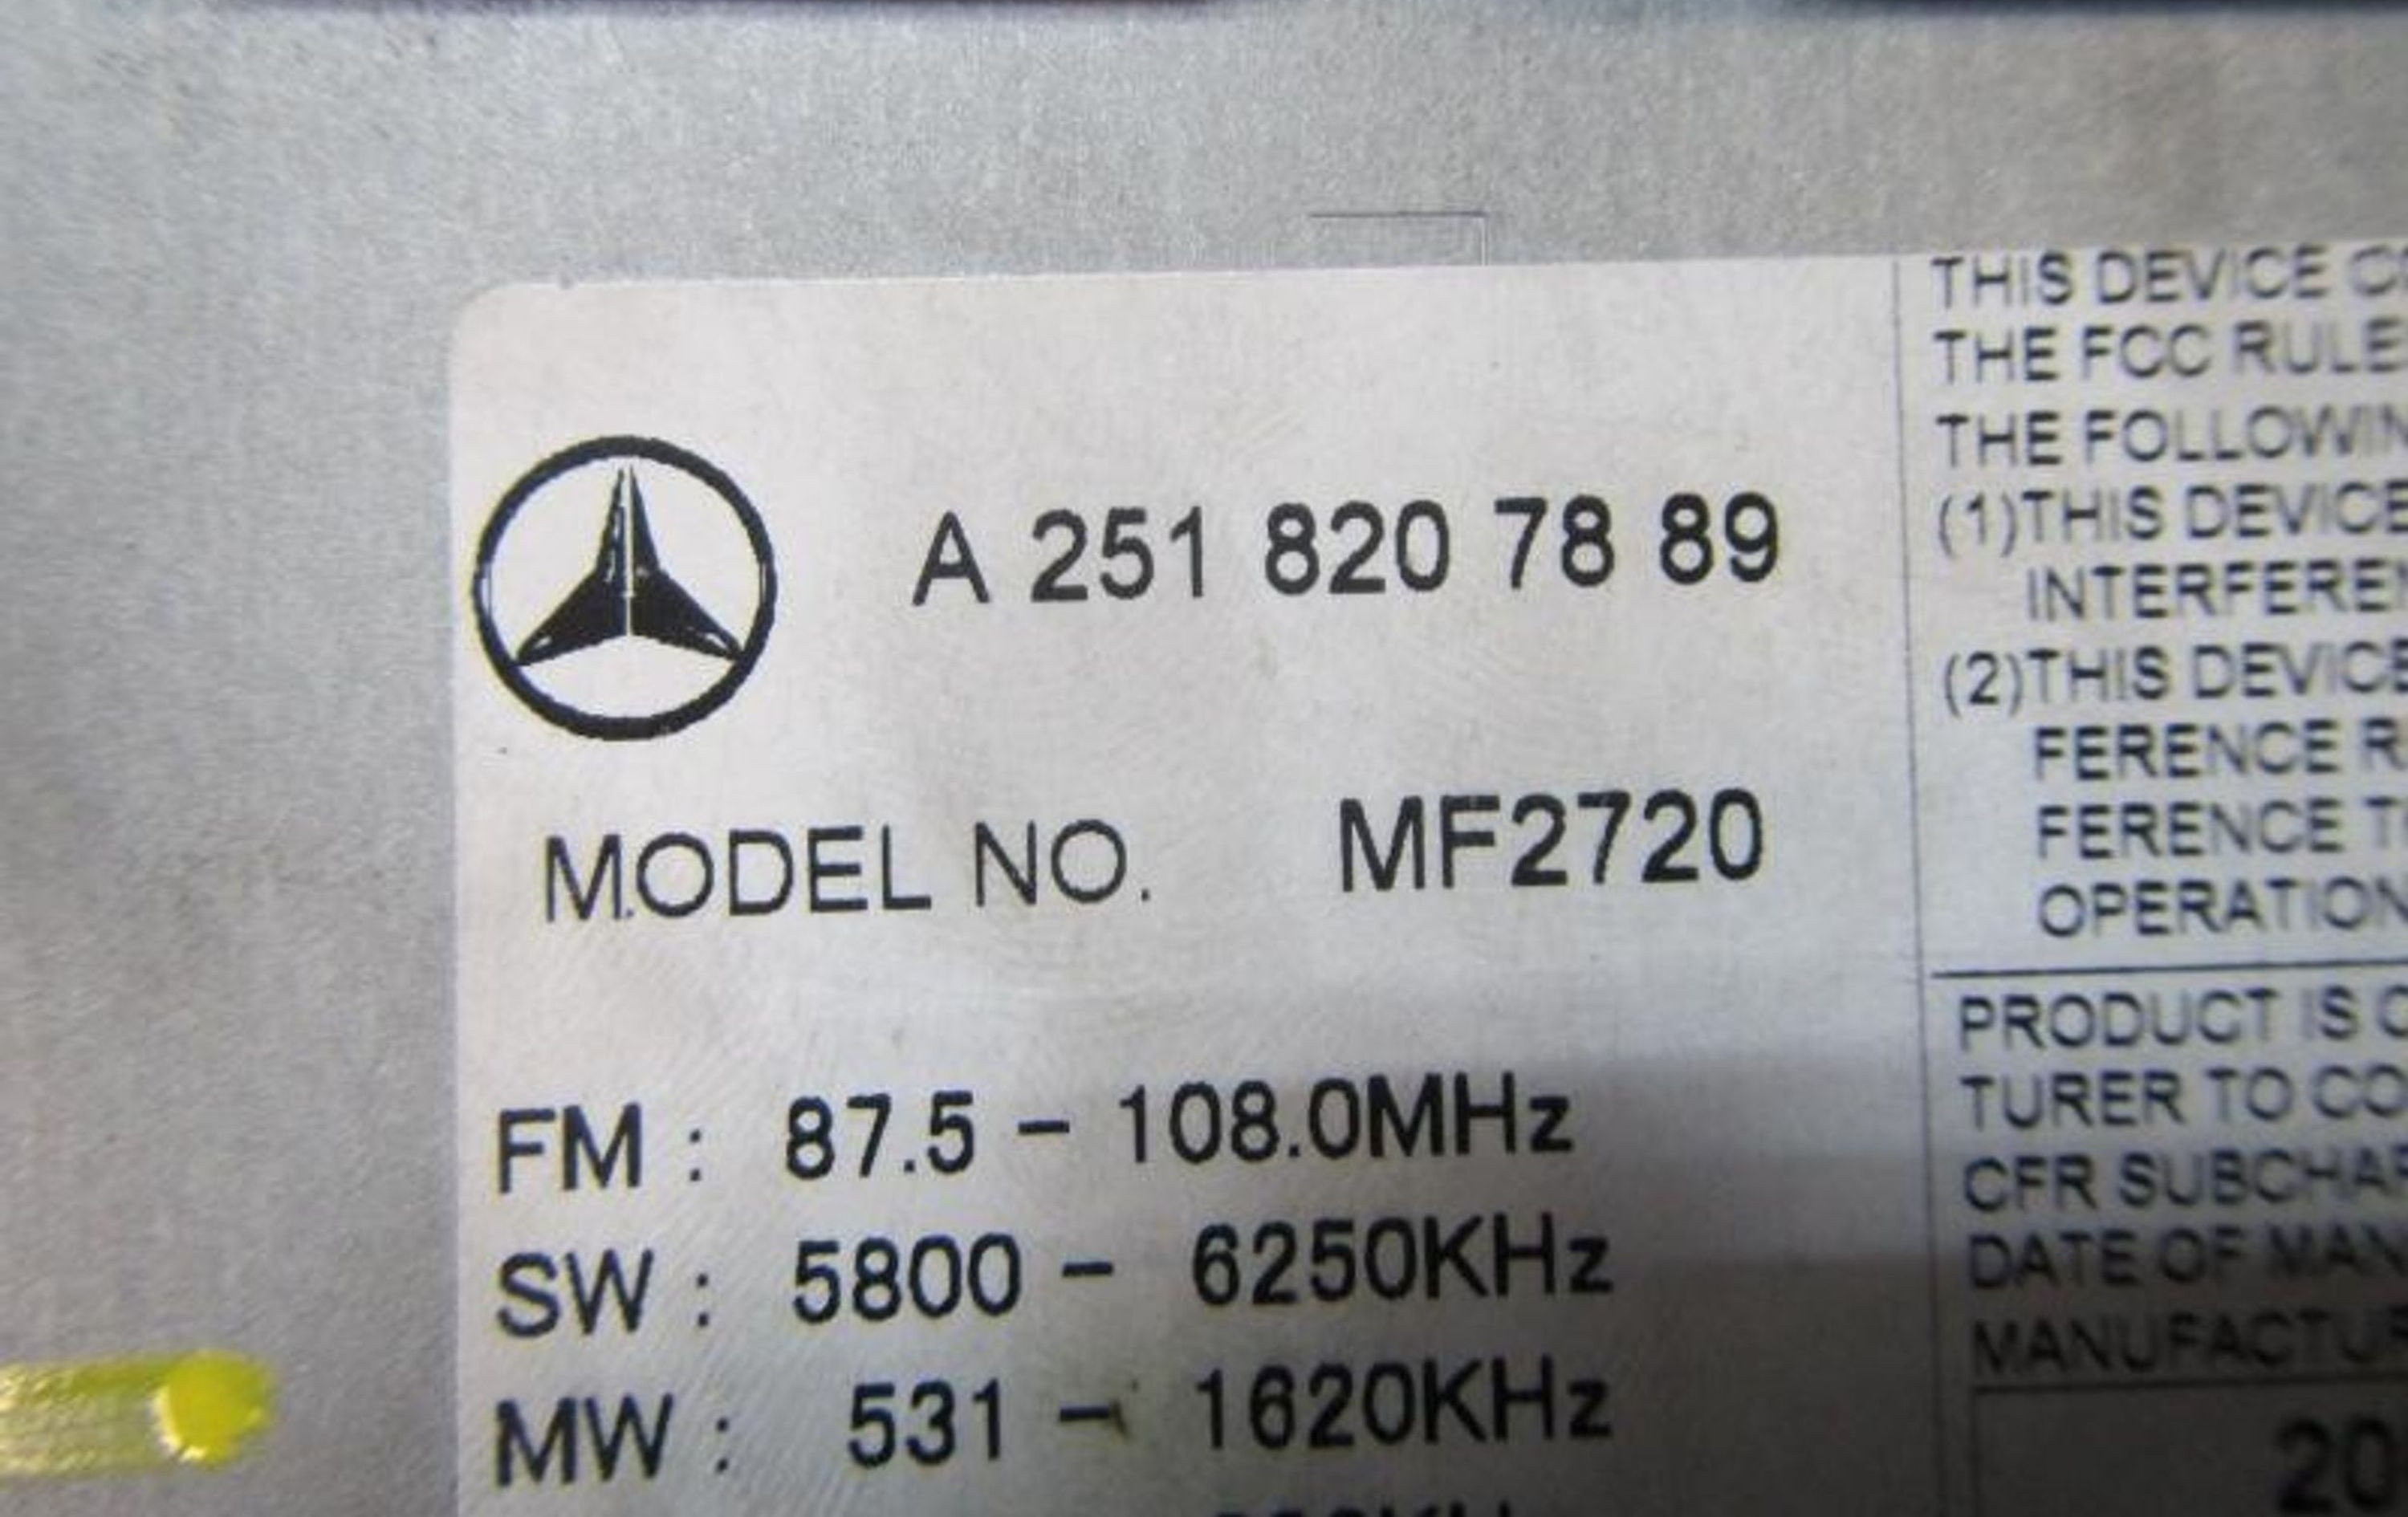 A 251 820 78 89
MODEL NO. MF2720
FM : 87.5 - 108.0MHz
SW : 5800 - 6250KHz
MW : 531 - 1620KHz
THIS DEVICE
THE FCC
THE
(1)THIS DEVICE
(2)THIS DEVICE
FERENCE
FERENCE
OPERATION
PRODUCT IS
TURER TO
CFR
DATE OF
20